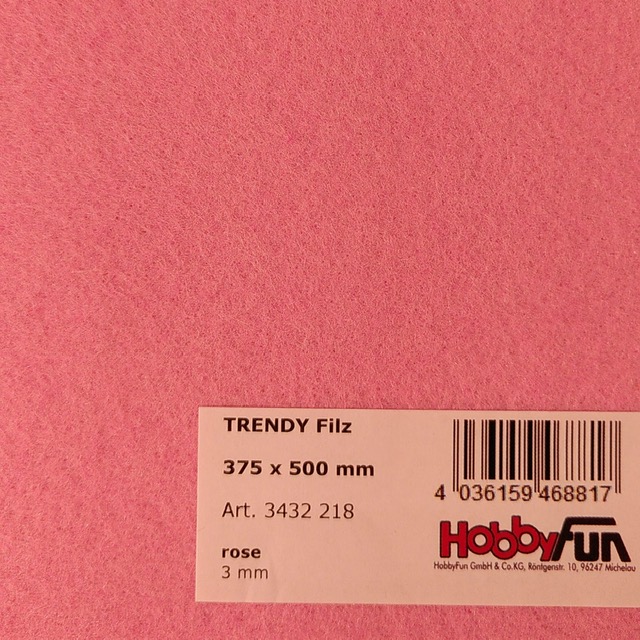 TRENDY Filz
375 x 500 mm
Art. 3432 218
rose
3 mm
4 036159 468817
HobbyFun
HobbyFun GmbH & Co.KG, Röntgenstr. 10, 96247 Michelau